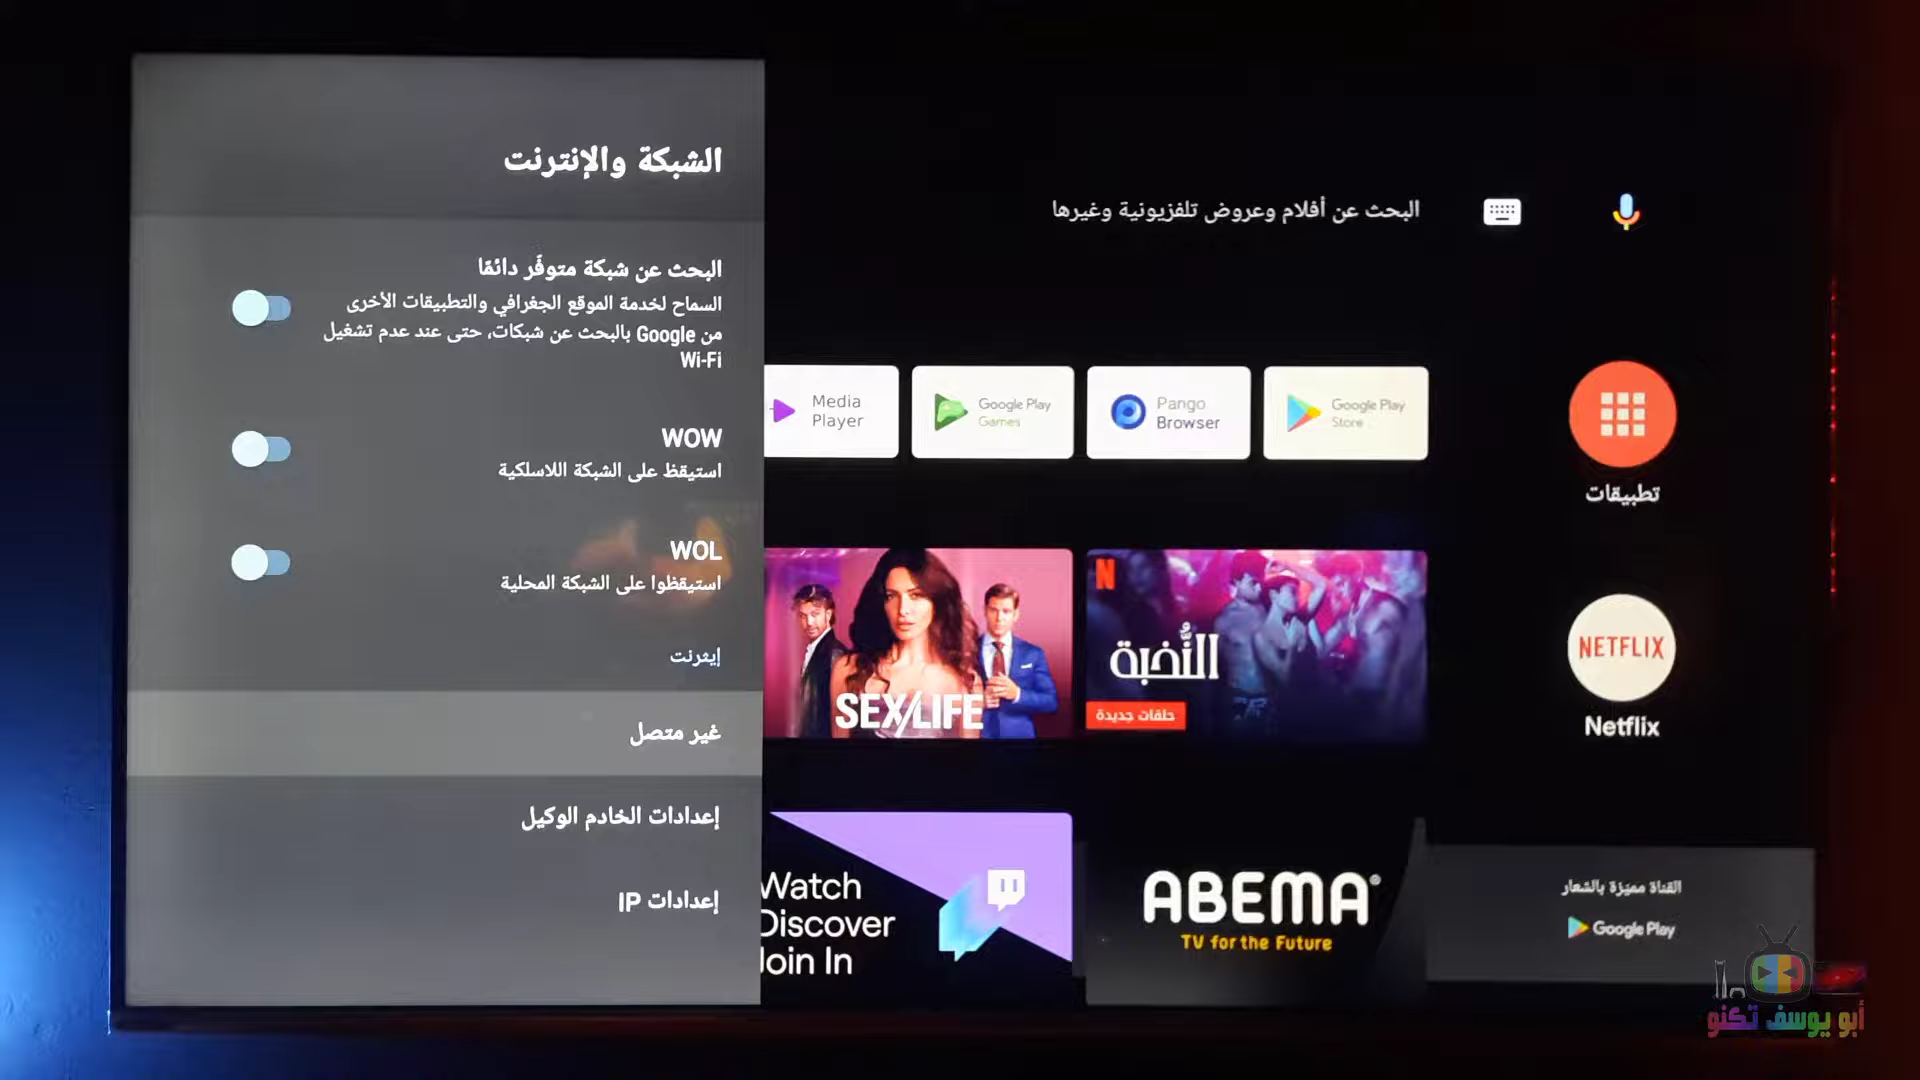 الشبكة والإنترنت
البحث عن شبكة متوفّر دائمًا
السماح لخدمة الموقع الجغرافي والتطبيقات الأخرى
من Google بالبحث عن شبكات، حتى عند عدم تشغيل
Wi-Fi
WOW
استيقظ على الشبكة اللاسلكية
WOL
استيقظوا على الشبكة المحلية
إيثرنت
غير متصل
إعدادات الخادم الوكيل
إعدادات IP
البحث عن أفلام وعروض تلفزيونية وغيرها
تطبيقات
Google Play
Store
Pango
Browser
Google Play
Games
Media
Player
NETFLIX
Netflix
N
النُّخبة
حلقات جديدة
SEX/LIFE
القناة مميّزة بالشعار
Google Play
ABEMA®
TV for the Future
Watch
Discover
Join In
أبو يوسف تكنو